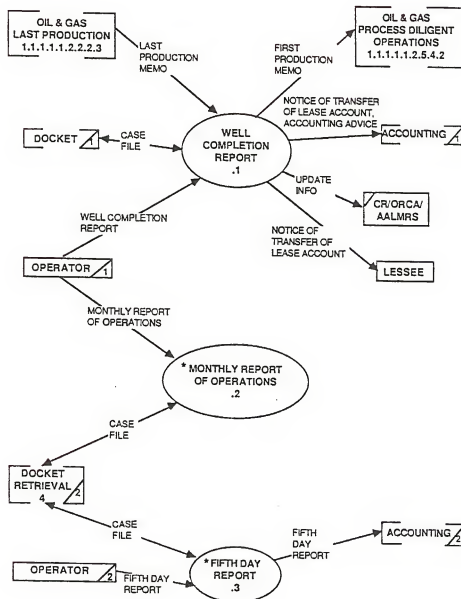 OIL & GAS
LAST PRODUCTION
1.1.1.1.1.2.2.2.3
LAST
PRODUCTION
MEMO
FIRST
PRODUCTION
MEMO
OIL & GAS
PROCESS DILIGENT
OPERATIONS
1.1.1.1.1.2.5.4.2
NOTICE OF TRANSFER
OF LEASE ACCOUNT,
ACCOUNTING ADVICE
DOCKET 1
CASE
FILE
WELL
COMPLETION
REPORT
.1
ACCOUNTING 1
UPDATE
INFO
CR/ORCA/
AALMRS
WELL COMPLETION
REPORT
NOTICE OF
TRANSFER OF
LEASE ACCOUNT
OPERATOR 1
LESSEE
MONTHLY REPORT
OF OPERATIONS
* MONTHLY REPORT
OF OPERATIONS
.2
CASE
FILE
DOCKET
RETRIEVAL
4 2
CASE
FILE
FIFTH
DAY
REPORT
ACCOUNTING 2
* FIFTH DAY
REPORT
.3
OPERATOR 2
FIFTH DAY
REPORT